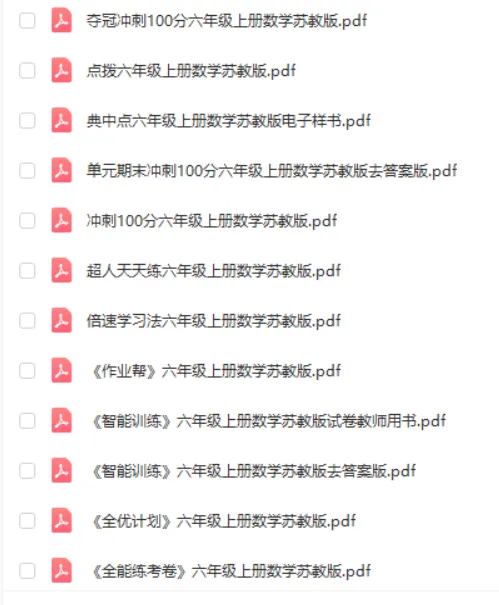 夺冠冲刺100分六年级上册数学苏教版.pdf
点拨六年级上册数学苏教版.pdf
典中点六年级上册数学苏教版电子样书.pdf
单元期末冲刺100分六年级上册数学苏教版去答案版.pdf
冲刺100分六年级上册数学苏教版.pdf
超人天天练六年级上册数学苏教版.pdf
倍速学习法六年级上册数学苏教版.pdf
《作业帮》六年级上册数学苏教版.pdf
《智能训练》六年级上册数学苏教版试卷教师用书.pdf
《智能训练》六年级上册数学苏教版去答案版.pdf
《全优计划》六年级上册数学苏教版.pdf
《全能练考卷》六年级上册数学苏教版.pdf